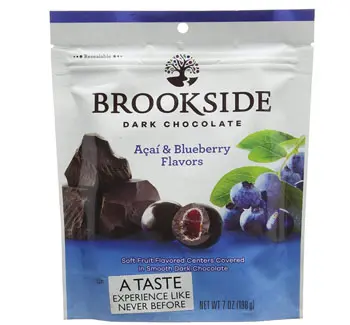 Resealable
BROOKSIDE
DARK CHOCOLATE
Açaí & Blueberry
Flavors
Soft Fruit Flavored Centers Covered
in Smooth Dark Chocolate
A TASTE
EXPERIENCE LIKE
NEVER BEFORE
NET WT 7 OZ (198 g)